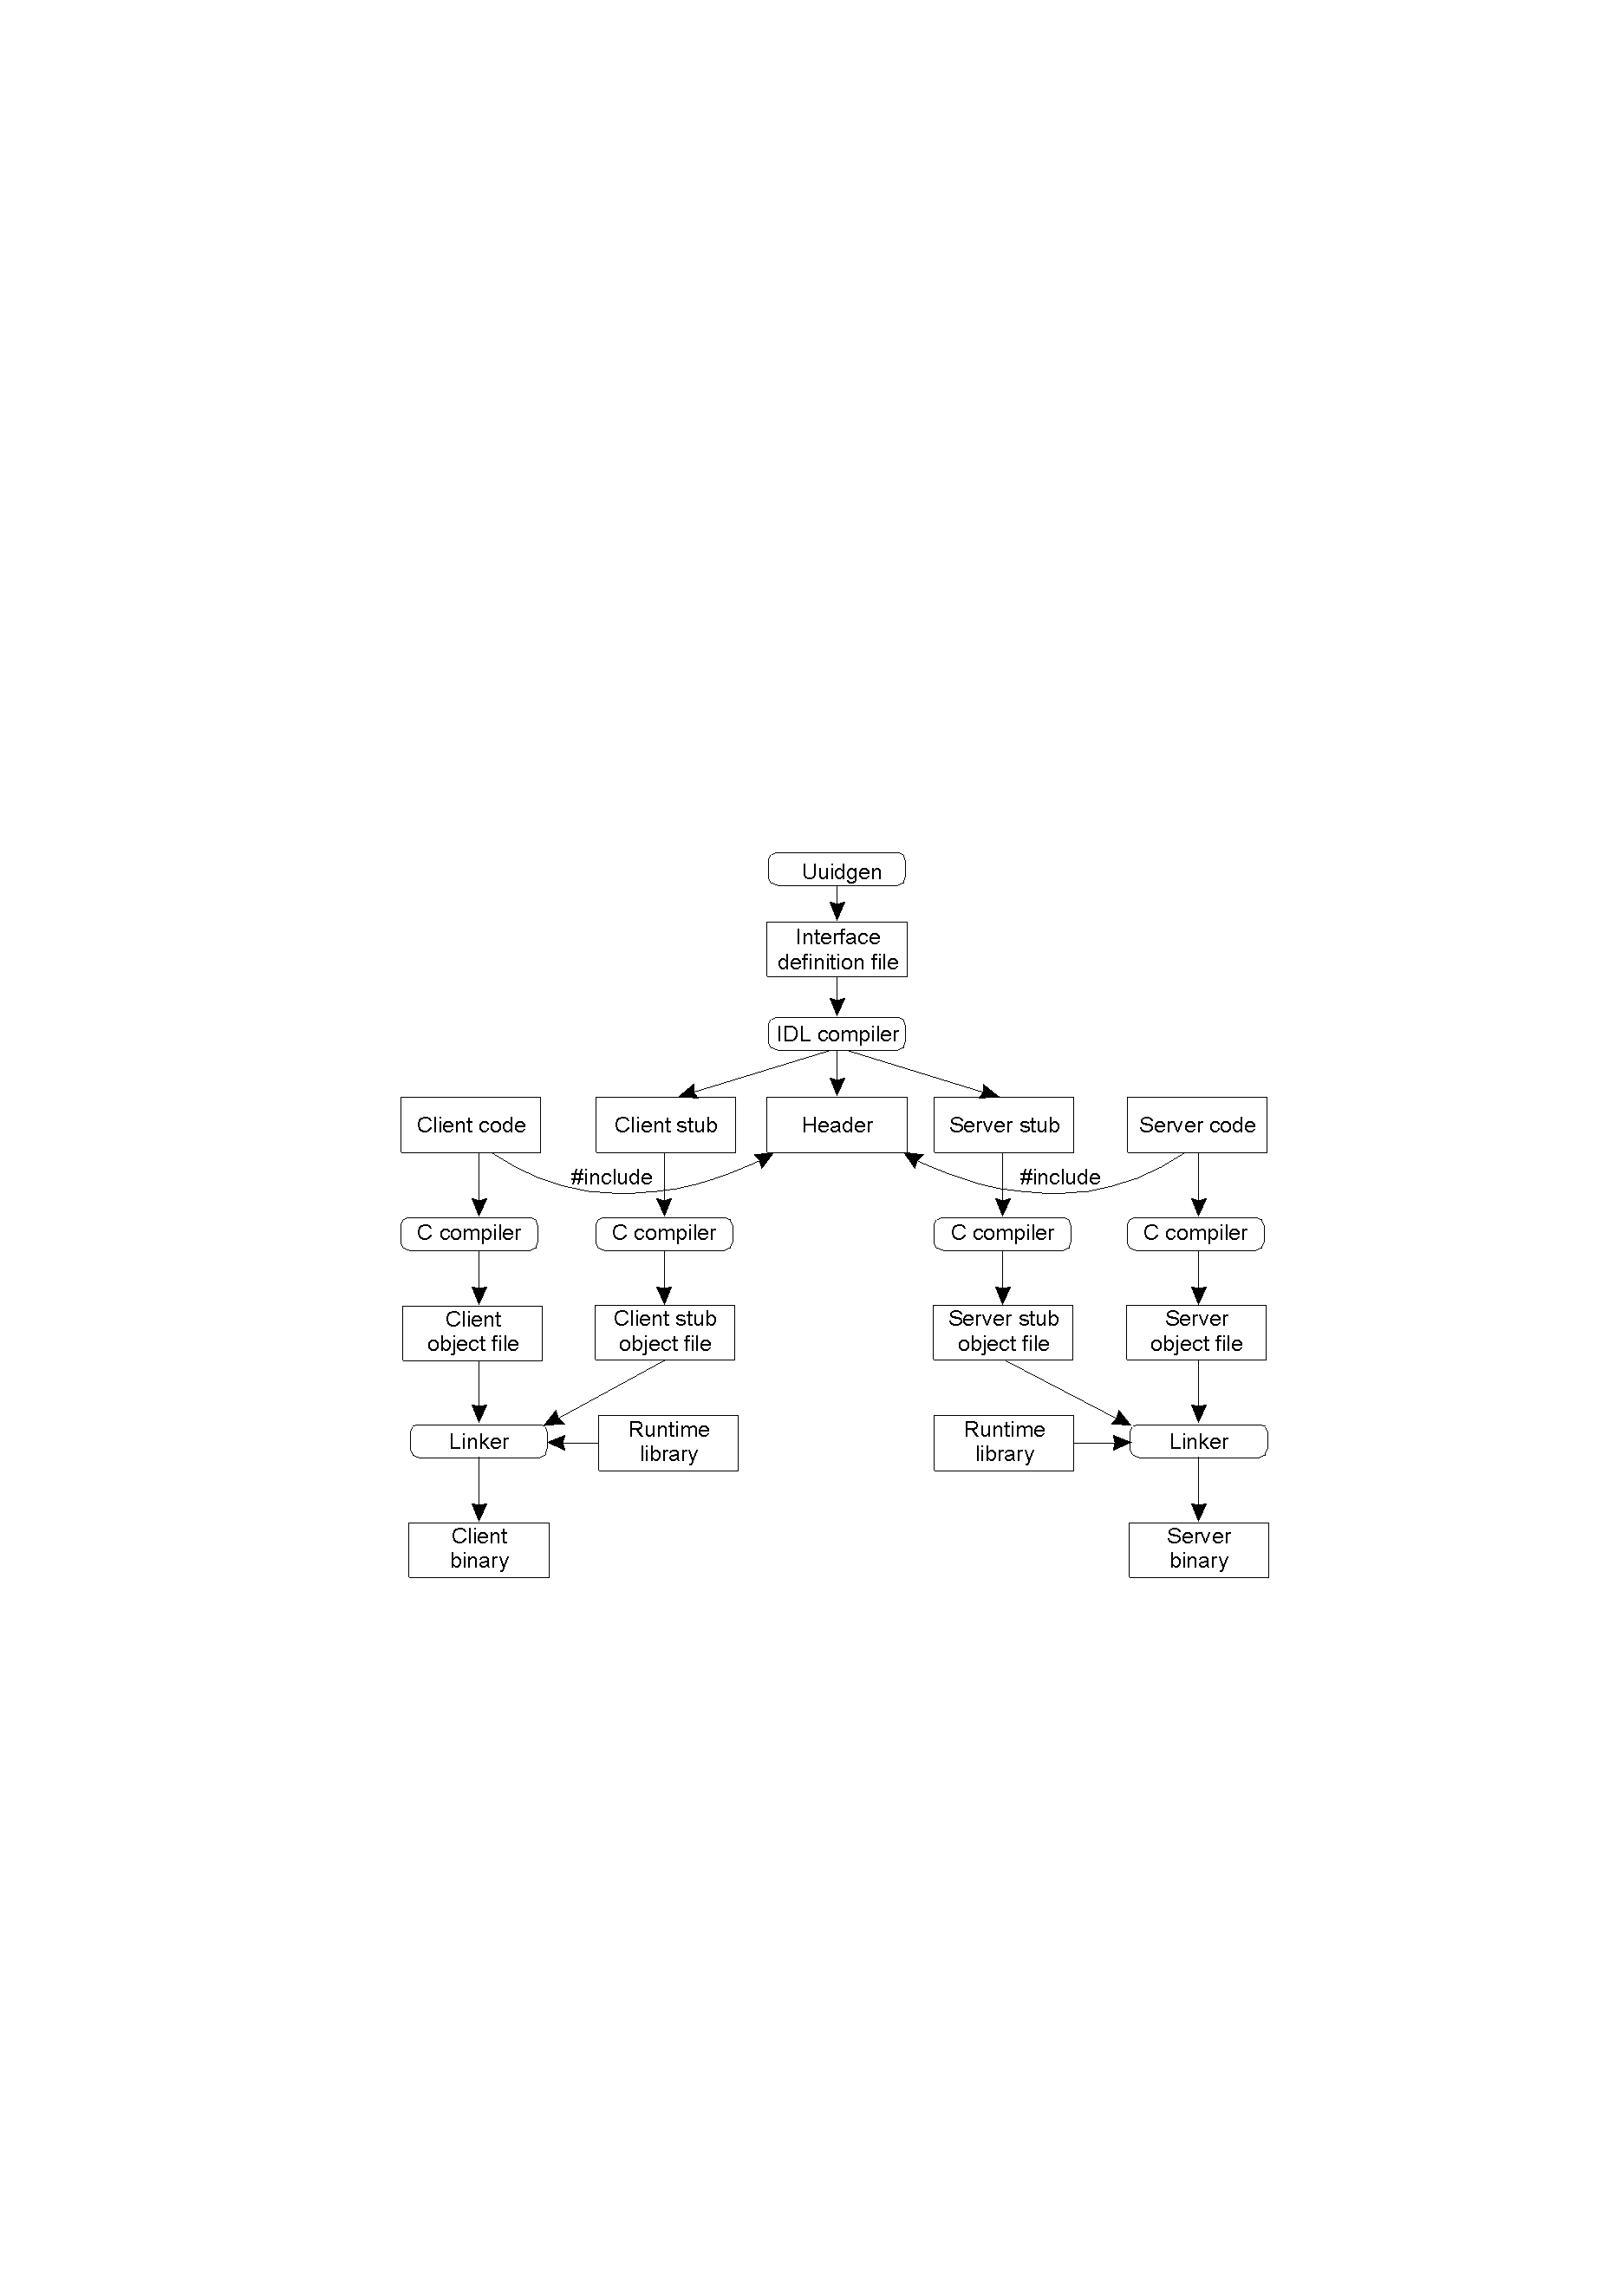 Uuidgen
Interface
definition file
IDL compiler
Client code
Client stub
Header
Server stub
Server code
#include
#include
C compiler
C compiler
C compiler
C compiler
Client
object file
Client stub
object file
Server stub
object file
Server
object file
Linker
Runtime
library
Runtime
library
Linker
Client
binary
Server
binary